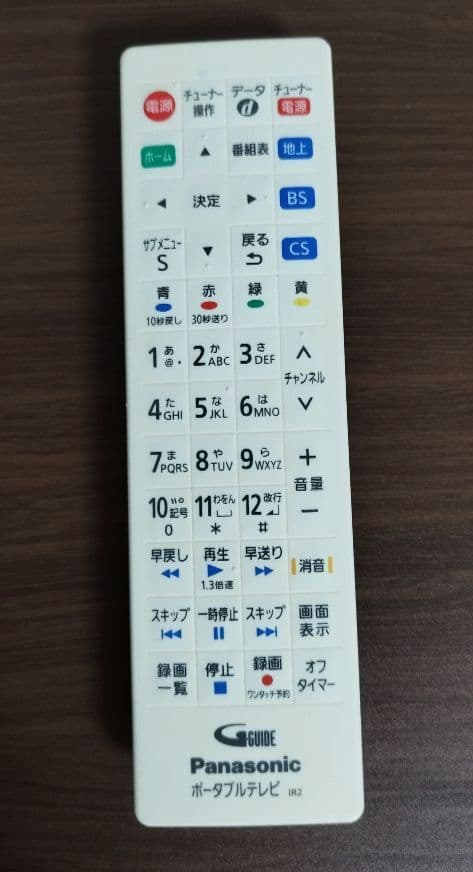 電源 チューナー操作 データ d チューナー電源
ホーム ▲ 番組表 地上
◀ 決定 ▶ BS
サブメニュー S ▼ 戻る CS
青 赤 緑 黄
10秒戻し 30秒送り
1 あ @. 2 か ABC 3 さ DEF ∧
チャンネル
4 た GHI 5 な JKL 6 は MNO ∨
7 ま PQRS 8 や TUV 9 ら WXYZ +
音量
10 ゛゜ 記号 0 11 わをん ␣ * 12 改行 # −
早戻し ◀◀ 再生 ▶ 1.3倍速 早送り ▶▶ 消音
スキップ |◀◀ 一時停止 ❚❚ スキップ ▶▶| 画面表示
録画一覧 停止 ■ 録画 ● ワンタッチ予約 オフタイマー
G-GUIDE
Panasonic
ポータブルテレビ IR2